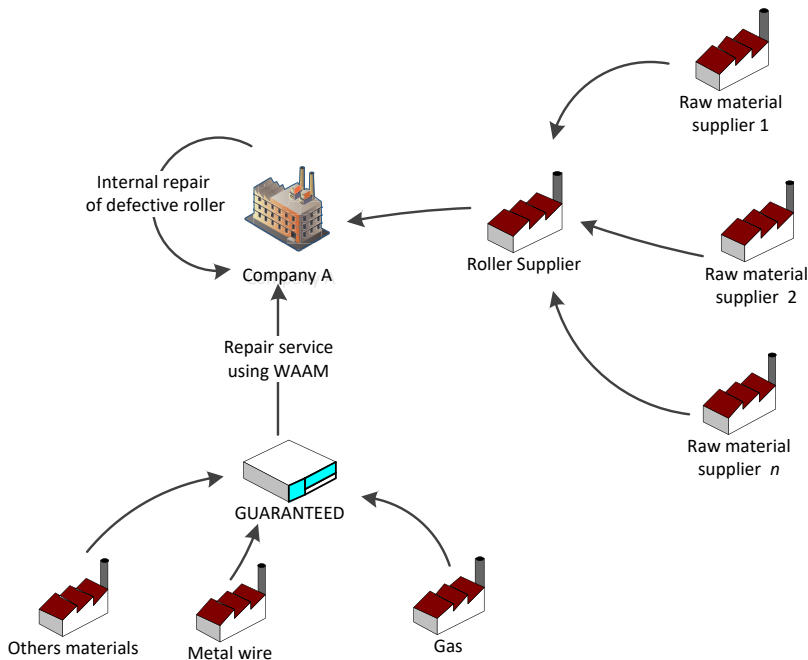 Raw material
supplier 1
Internal repair
of defective roller
Company A
Roller Supplier
Raw material
supplier 2
Repair service
using WAAM
Raw material
supplier n
GUARANTEED
Others materials
Metal wire
Gas